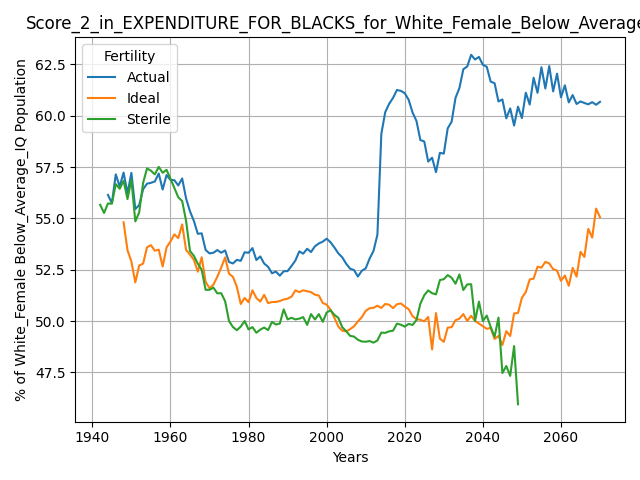 Score_2_in_EXPENDITURE_FOR_BLACKS_for_White_Female_Below_Average
% of White_Female Below_Average_IQ Population
Fertility
Actual
Ideal
Sterile
62.5
60.0
57.5
55.0
52.5
50.0
47.5
1940 1960 1980 2000 2020 2040 2060
Years